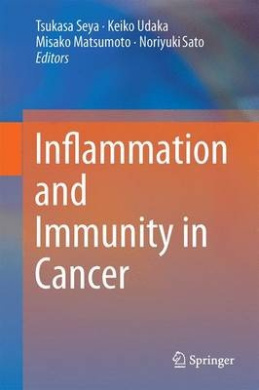 Tsukasa Seya · Keiko Udaka
Misako Matsumoto · Noriyuki Sato
Editors
Inflammation
and
Immunity in
Cancer
Springer